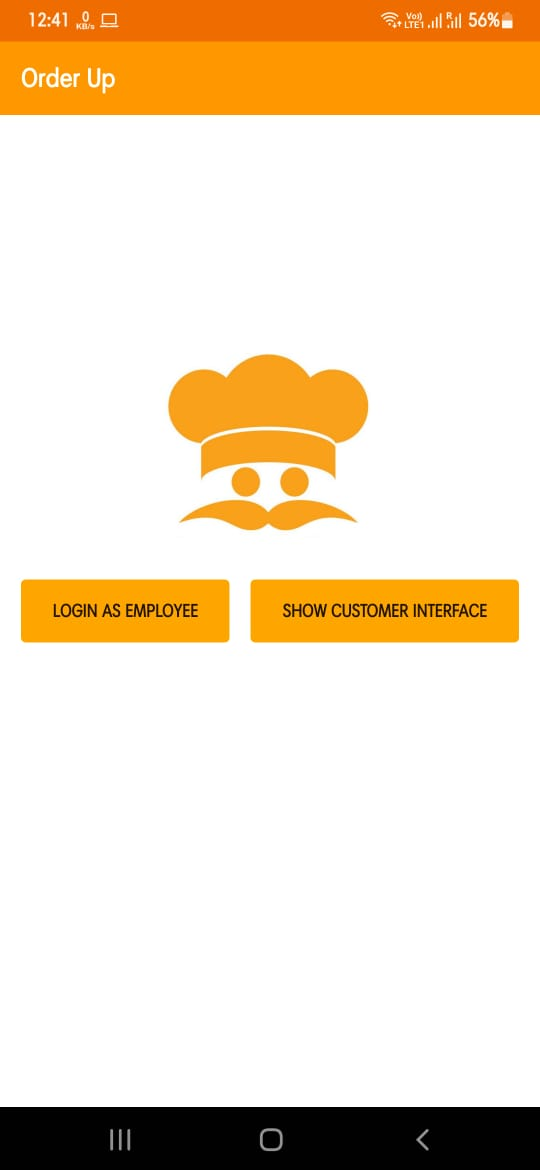 12:41 0 KB/s Vo) LTE1 R 56%
Order Up
LOGIN AS EMPLOYEE SHOW CUSTOMER INTERFACE